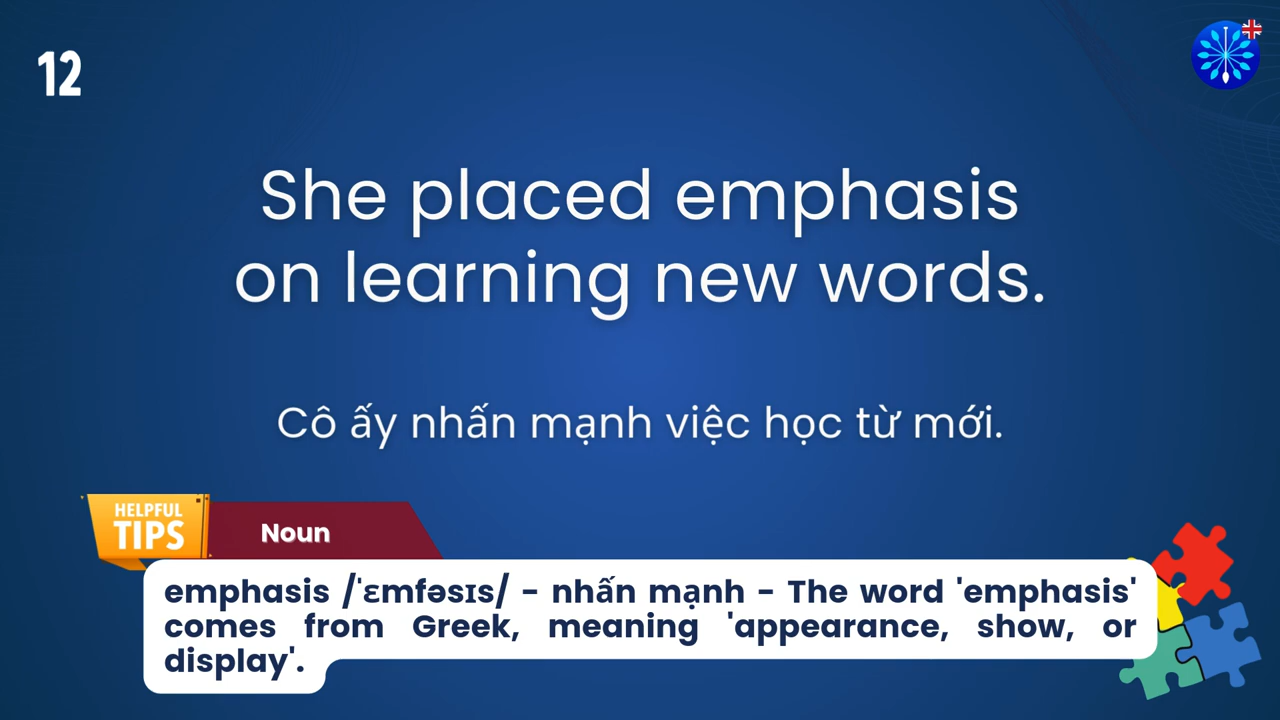 12
She placed emphasis
on learning new words.
Cô ấy nhấn mạnh việc học từ mới.
HELPFUL
TIPS
Noun
emphasis /ˈɛmfəsɪs/ - nhấn mạnh - The word 'emphasis'
comes from Greek, meaning 'appearance, show, or
display'.